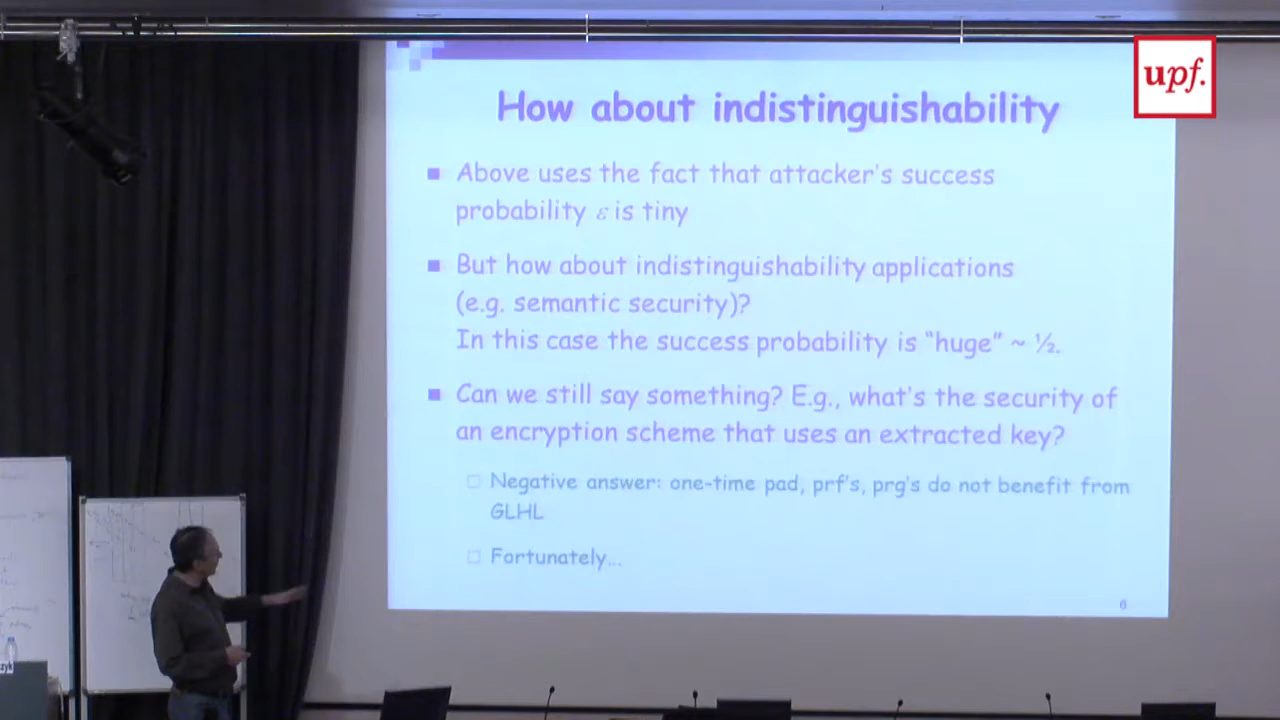 upf.
How about indistinguishability
Above uses the fact that attacker's success
probability ε is tiny
But how about indistinguishability applications
(e.g. semantic security)?
In this case the success probability is "huge" ~ ½.
Can we still say something? E.g., what's the security of
an encryption scheme that uses an extracted key?
Negative answer: one-time pad, prf's, prg's do not benefit from
GLHL
Fortunately...
6